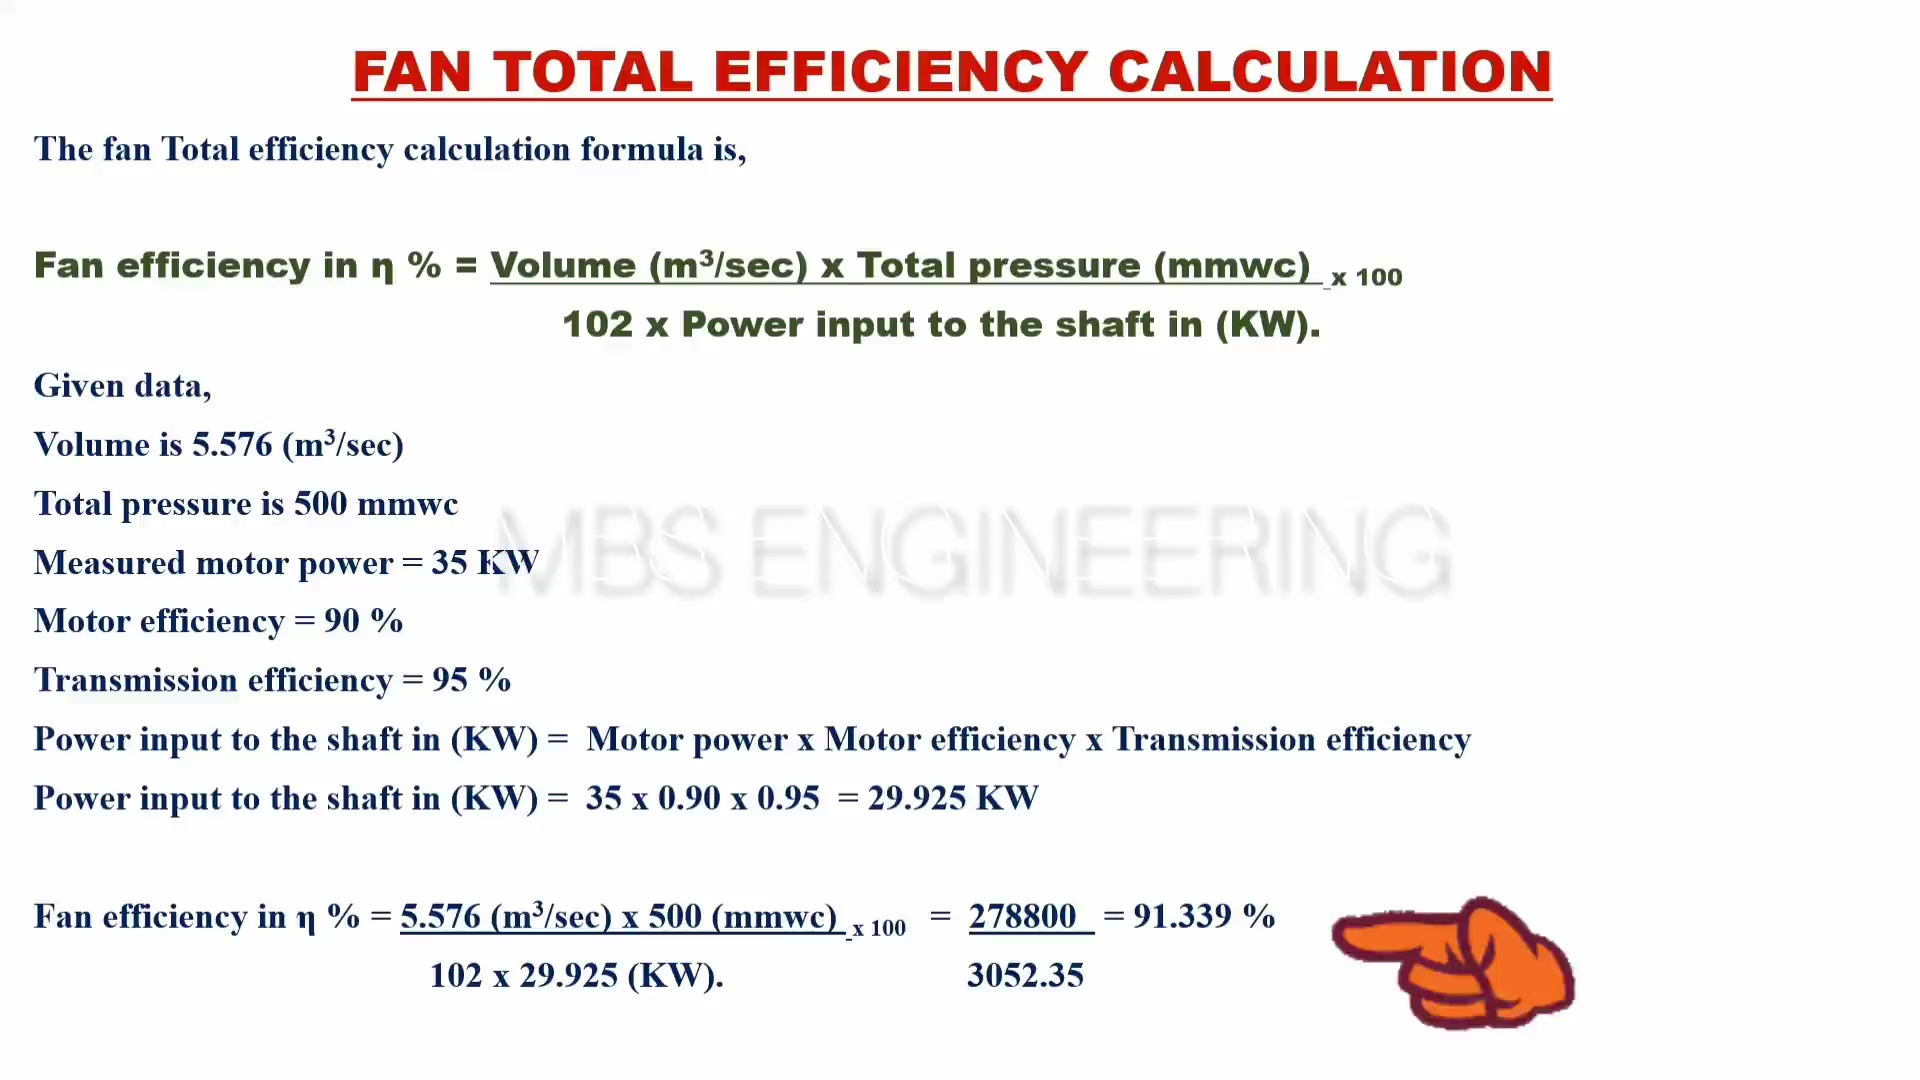 FAN TOTAL EFFICIENCY CALCULATION
The fan Total efficiency calculation formula is,
Fan efficiency in η % = Volume (m³/sec) x Total pressure (mmwc) x 100
102 x Power input to the shaft in (KW).
Given data,
Volume is 5.576 (m³/sec)
Total pressure is 500 mmwc
MBS ENGINEERING
Measured motor power = 35 KW
Motor efficiency = 90 %
Transmission efficiency = 95 %
Power input to the shaft in (KW) = Motor power x Motor efficiency x Transmission efficiency
Power input to the shaft in (KW) = 35 x 0.90 x 0.95 = 29.925 KW
Fan efficiency in η % = 5.576 (m³/sec) x 500 (mmwc) x 100 = 278800 = 91.339 %
102 x 29.925 (KW). 3052.35